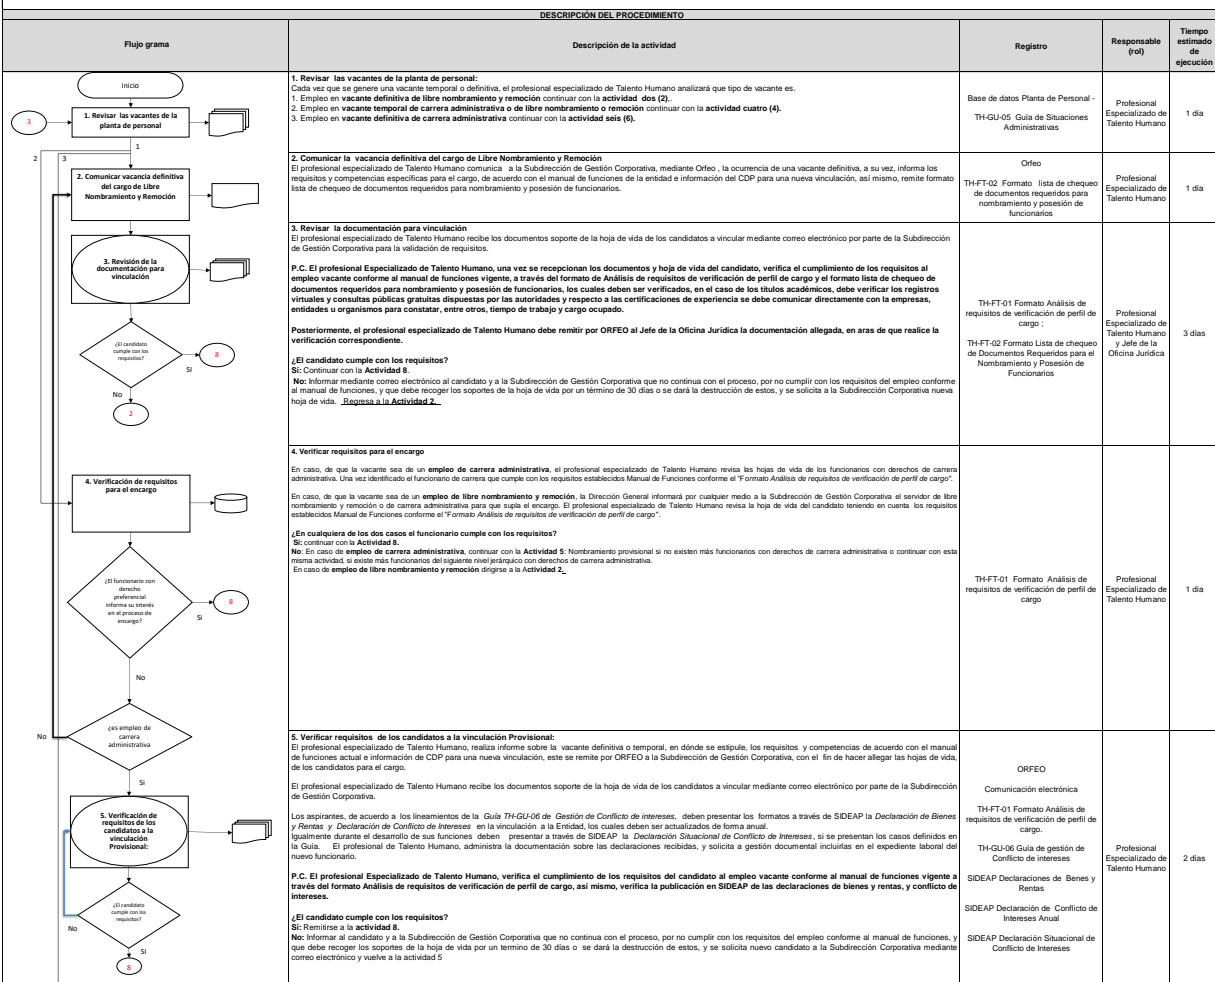 DESCRIPCIÓN DEL PROCEDIMIENTO
Flujo grama
Descripción de la actividad
Registro
Responsable
(rol)
Tiempo
estimado
de
ejecución
Inicio
3
1. Revisar las vacantes de la
planta de personal
1
2
3
2. Comunicar vacancia definitiva
del cargo de Libre
Nombramiento y Remoción
3. Revisión de la
documentación para
vinculación
¿El candidato
cumple con los
requisitos?
8
SI
No
2
4. Verificación de requisitos
para el encargo
¿El funcionario con
derecho
preferencial
informa su interés
en el proceso de
encargo?
8
Si
No
¿es empleo de
carrera
administrativa
No
Si
5. Verificación de
requisitos de los
candidatos a la
vinculación
Provisional:
¿El candidato
cumple con los
requisitos?
No
SI
8
1. Revisar las vacantes de la planta de personal:
Cada vez que se genere una vacante temporal o definitiva, el profesional especializado de Talento Humano analizará que tipo de vacante es.
1. Empleo en vacante definitiva de libre nombramiento y remoción continuar con la actividad dos (2),.
2. Empleo en vacante temporal de carrera administrativa o de libre nombramiento o remoción continuar con la actividad cuatro (4).
3. Empleo en vacante definitiva de carrera administrativa continuar con la actividad seis (6).
Base de datos Planta de Personal -
TH-GU-05 Guía de Situaciones
Administrativas
Profesional
Especializado de
Talento Humano
1 día
2. Comunicar la vacancia definitiva del cargo de Libre Nombramiento y Remoción
El profesional especializado de Talento Humano comunica a la Subdirección de Gestión Corporativa, mediante Orfeo , la ocurrencia de una vacante definitiva, a su vez, informa los
requisitos y competencias específicas para el cargo, de acuerdo con el manual de funciones de la entidad e información del CDP para una nueva vinculación, así mismo, remite formato
lista de chequeo de documentos requeridos para nombramiento y posesión de funcionarios.
Orfeo
TH-FT-02 Formato lista de chequeo
de documentos requeridos para
nombramiento y posesión de
funcionarios
Profesional
Especializado de
Talento Humano
1 día
3. Revisar la documentación para vinculación
El profesional especializado de Talento Humano recibe los documentos soporte de la hoja de vida de los candidatos a vincular mediante correo electrónico por parte de la Subdirección
de Gestión Corporativa para la validación de requisitos.
P.C. El profesional Especializado de Talento Humano, una vez se recepcionan los documentos y hoja de vida del candidato, verifica el cumplimiento de los requisitos al
empleo vacante conforme al manual de funciones vigente, a través del formato de Análisis de requisitos de verificación de perfil de cargo y el formato lista de chequeo de
documentos requeridos para nombramiento y posesión de funcionarios, los cuales deben ser verificados, en el caso de los títulos académicos, debe verificar los registros
virtuales y consultas públicas gratuitas dispuestas por las autoridades y respecto a las certificaciones de experiencia se debe comunicar directamente con la empresas,
entidades u organismos para constatar, entre otros, tiempo de trabajo y cargo ocupado.
Posteriormente, el profesional especializado de Talento Humano debe remitir por ORFEO al Jefe de la Oficina Jurídica la documentación allegada, en aras de que realice la
verificación correspondiente.
¿El candidato cumple con los requisitos?
Sí: Continuar con la Actividad 8.
No: Informar mediante correo electrónico al candidato y a la Subdirección de Gestión Corporativa que no continua con el proceso, por no cumplir con los requisitos del empleo conforme
al manual de funciones, y que debe recoger los soportes de la hoja de vida por un término de 30 días o se dará la destrucción de estos, y se solicita a la Subdirección Corporativa nueva
hoja de vida. Regresa a la Actividad 2.
TH-FT-01 Formato Análisis de
requisitos de verificación de perfil de
cargo ;
TH-FT-02 Formato Lista de chequeo
de Documentos Requeridos para el
Nombramiento y Posesión de
Funcionarios
Profesional
Especializado de
Talento Humano
y Jefe de la
Oficina Jurídica
3 días
4. Verificar requisitos para el encargo
En caso, de que la vacante sea de un empleo de carrera administrativa, el profesional especializado de Talento Humano revisa las hojas de vida de los funcionarios con derechos de carrera
administrativa. Una vez identificado el funcionario de carrera que cumple con los requisitos establecidos Manual de Funciones conforme el "Formato Análisis de requisitos de verificación de perfil de cargo".
En caso, de que la vacante sea de un empleo de libre nombramiento y remoción, la Dirección General informará por cualquier medio a la Subdirección de Gestión Corporativa el servidor de libre
nombramiento y remoción o de carrera administrativa para que supla el encargo. El profesional especializado de Talento Humano revisa la hoja de vida del candidato teniendo en cuenta los requisitos
establecidos Manual de Funciones conforme el "Formato Análisis de requisitos de verificación de perfil de cargo" .
¿En cualquiera de los dos casos el funcionario cumple con los requisitos?
Sí: continuar con la Actividad 8.
No: En caso de empleo de carrera administrativa, continuar con la Actividad 5: Nombramiento provisional si no existen más funcionarios con derechos de carrera administrativa o continuar con esta
misma actividad, si existe más funcionarios del siguiente nivel jerárquico con derechos de carrera administrativa.
En caso de empleo de libre nombramiento y remoción dirigirse a la Actividad 2.
TH-FT-01 Formato Análisis de
requisitos de verificación de perfil de
cargo
Profesional
Especializado de
Talento Humano
1 día
5. Verificar requisitos de los candidatos a la vinculación Provisional:
El profesional especializado de Talento Humano, realiza informe sobre la vacante definitiva o temporal, en dónde se estipule, los requisitos y competencias de acuerdo con el manual
de funciones actual e información de CDP para una nueva vinculación, este se remite por ORFEO a la Subdirección de Gestión Corporativa, con el fin de hacer allegar las hojas de vida,
de los candidatos para el cargo.
El profesional especializado de Talento Humano recibe los documentos soporte de la hoja de vida de los candidatos a vincular mediante correo electrónico por parte de la Subdirección
de Gestión Corporativa.
Los aspirantes, de acuerdo a los lineamientos de la Guía TH-GU-06 de Gestión de Conflicto de intereses, deben presentar los formatos a través de SIDEAP la Declaración de Bienes
y Rentas y Declaración de Conflicto de Intereses en la vinculación a la Entidad, los cuales deben ser actualizados de forma anual.
Igualmente durante el desarrollo de sus funciones deben presentar a través de SIDEAP la Declaración Situacional de Conflicto de Intereses, si se presentan los casos definidos en
la Guía. El profesional de Talento Humano, administra la documentación sobre las declaraciones recibidas, y solicita a gestión documental incluirlas en el expediente laboral del
nuevo funcionario.
P.C. El profesional Especializado de Talento Humano, verifica el cumplimiento de los requisitos del candidato al empleo vacante conforme al manual de funciones vigente a
través del formato Análisis de requisitos de verificación de perfil de cargo, así mismo, verifica la publicación en SIDEAP de las declaraciones de bienes y rentas, y conflicto de
intereses.
¿El candidato cumple con los requisitos?
Sí: Remitirse a la actividad 8.
No: Informar al candidato y a la Subdirección de Gestión Corporativa que no continua con el proceso, por no cumplir con los requisitos del empleo conforme al manual de funciones, y
que debe recoger los soportes de la hoja de vida por un termino de 30 días o se dará la destrucción de estos, y se solicita nuevo candidato a la Subdirección Corporativa mediante
correo electrónico y vuelve a la actividad 5
ORFEO
Comunicación electrónica
TH-FT-01 Formato Análisis de
requisitos de verificación de perfil de
cargo.
TH-GU-06 Guía de gestión de
Conflicto de intereses
SIDEAP Declaraciones de Bienes y
Rentas
SIDEAP Declaración de Conflicto de
Intereses Anual
SIDEAP Declaración Situacional de
Conflicto de Intereses
Profesional
Especializado de
Talento Humano
2 días